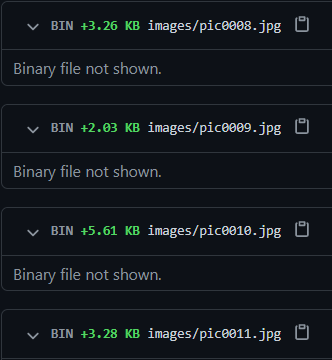 BIN +3.26 KB images/pic0008.jpg
Binary file not shown.
BIN +2.03 KB images/pic0009.jpg
Binary file not shown.
BIN +5.61 KB images/pic0010.jpg
Binary file not shown.
BIN +3.28 KB images/pic0011.jpg